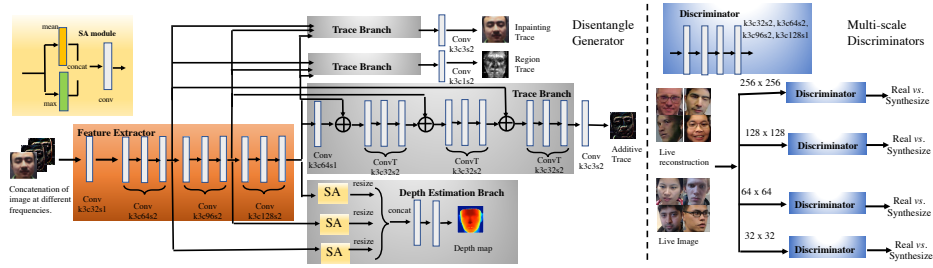 SA module
mean
concat
max
conv
Feature Extractor
Concatenation of
image at different
frequencies.
Conv
k3c32s1
Conv
k3c64s2
Conv
k3c96s2
Conv
k3c128s2
Trace Branch
Conv
k3c3s2
Inpainting
Trace
Trace Branch
Conv
k3c1s2
Region
Trace
Disentangle
Generator
Trace Branch
Conv
k3c64s1
ConvT
k3c32s2
ConvT
k3c32s2
ConvT
k3c32s2
Conv
k3c3s2
Additive
Trace
SA
resize
SA
resize
SA
resize
Depth Estimation Brach
concat
Depth map
Discriminator
k3c32s2, k3c64s2,
k3c96s2, k3c128s1
Multi-scale
Discriminators
Live
reconstruction
Live Image
256 x 256
Discriminator
Real vs.
Synthesize
128 x 128
Discriminator
Real vs.
Synthesize
64 x 64
Discriminator
Real vs.
Synthesize
32 x 32
Discriminator
Real vs.
Synthesize